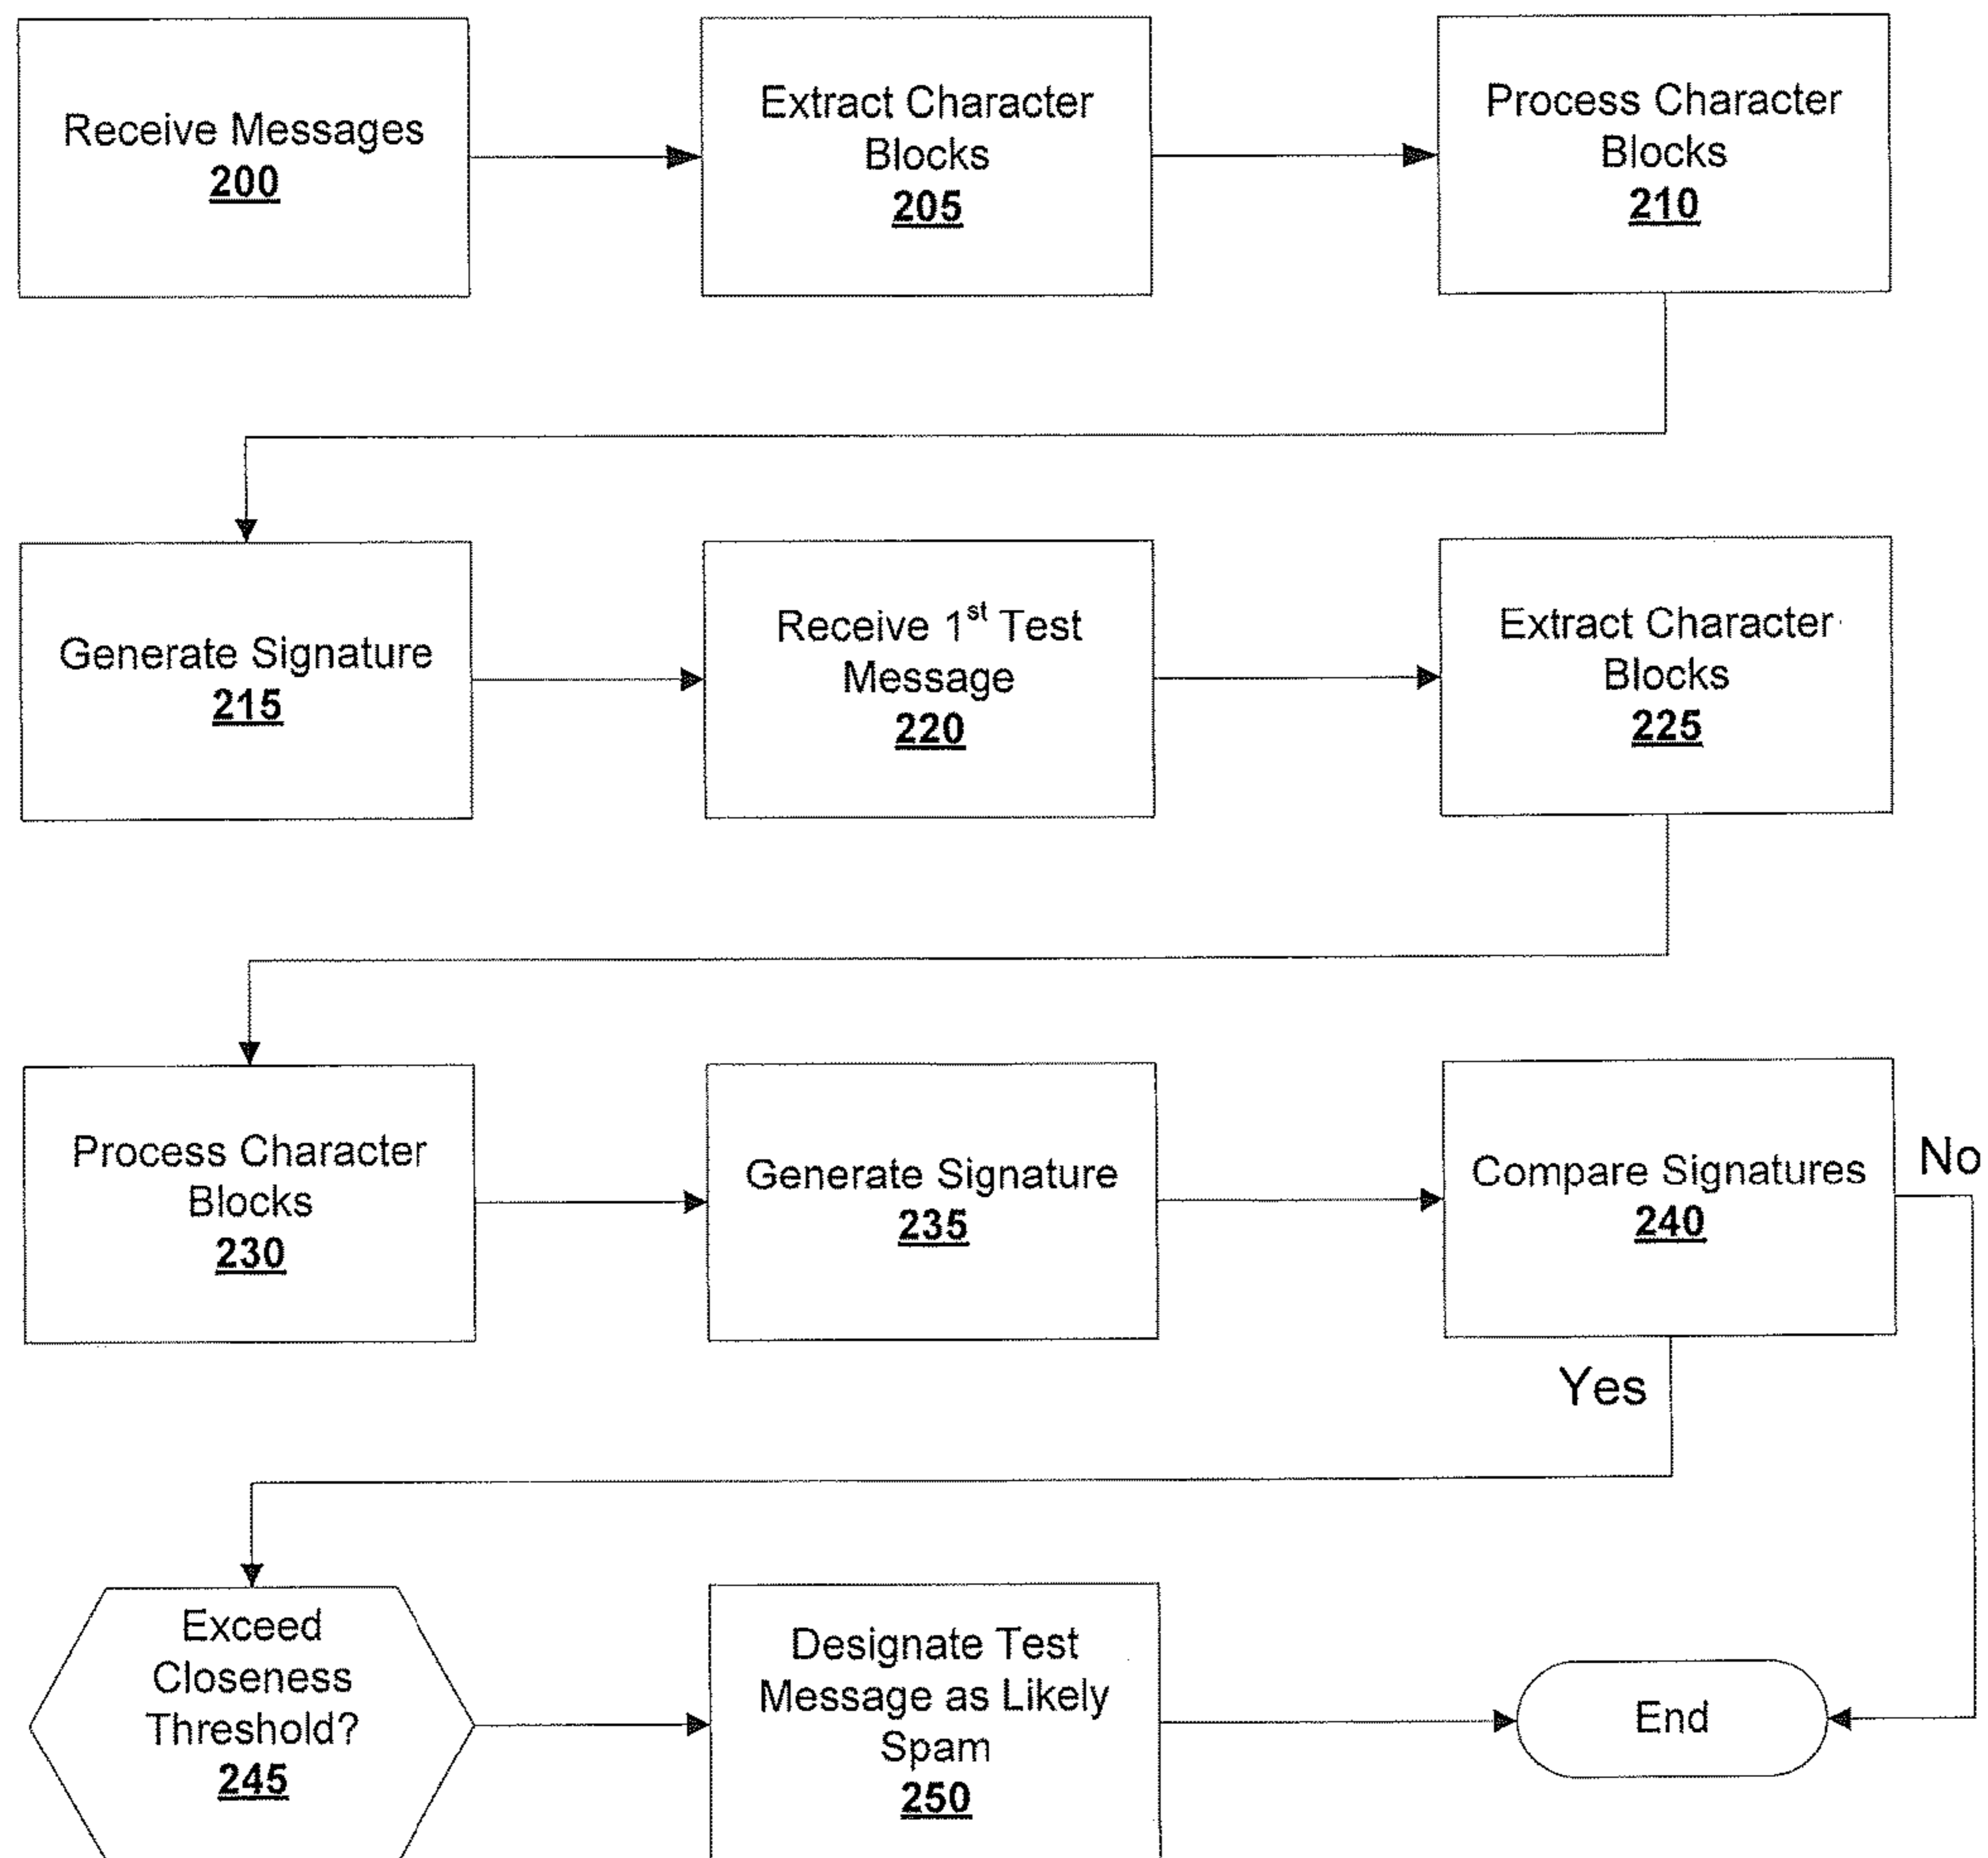 Receive Messages
200
Extract Character
Blocks
205
Process Character
Blocks
210
Generate Signature
215
Receive 1st Test
Message
220
Extract Character
Blocks
225
Process Character
Blocks
230
Generate Signature
235
Compare Signatures
240
No
Yes
Exceed
Closeness
Threshold?
245
Designate Test
Message as Likely
Spam
250
End